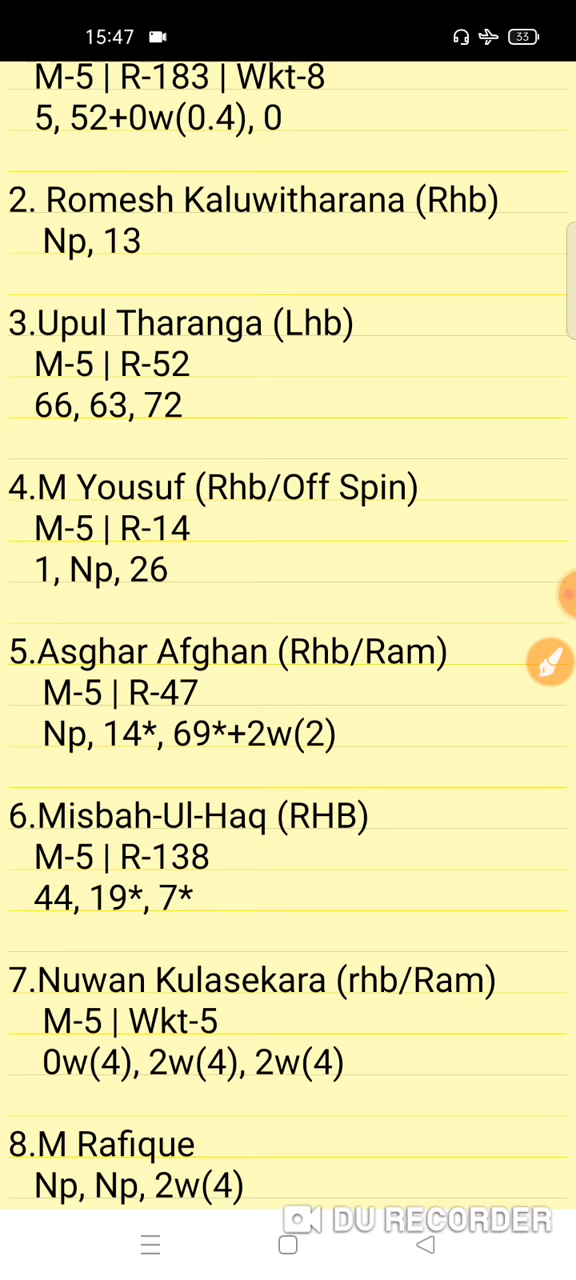 15:47
33
M-5 | R-183 | Wkt-8
5, 52+0w(0.4), 0
2. Romesh Kaluwitharana (Rhb)
Np, 13
3.Upul Tharanga (Lhb)
M-5 | R-52
66, 63, 72
4.M Yousuf (Rhb/Off Spin)
M-5 | R-14
1, Np, 26
5.Asghar Afghan (Rhb/Ram)
M-5 | R-47
Np, 14*, 69*+2w(2)
6.Misbah-Ul-Haq (RHB)
M-5 | R-138
44, 19*, 7*
7.Nuwan Kulasekara (rhb/Ram)
M-5 | Wkt-5
0w(4), 2w(4), 2w(4)
8.M Rafique
Np, Np, 2w(4)
DU RECORDER